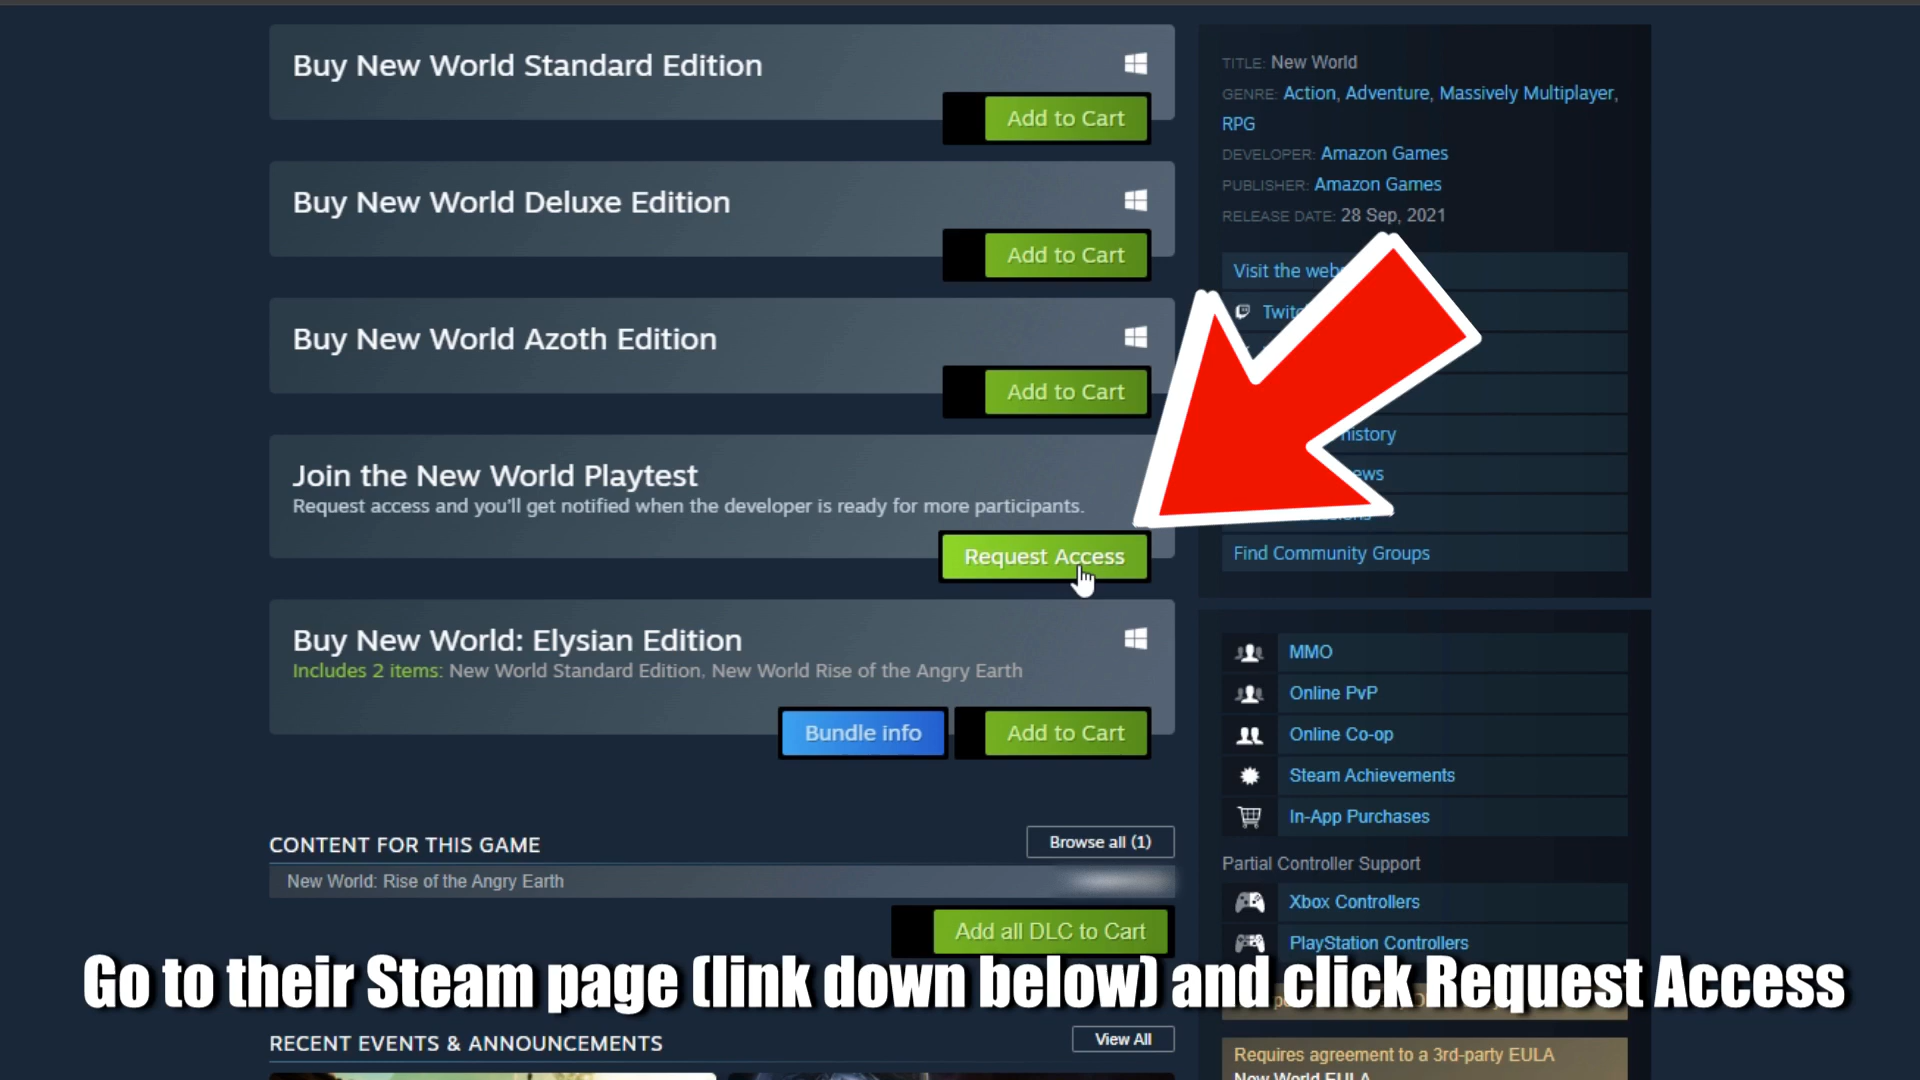 Buy New World Standard Edition
Add to Cart
Buy New World Deluxe Edition
Add to Cart
Buy New World Azoth Edition
Add to Cart
Join the New World Playtest
Request access and you'll get notified when the developer is ready for more participants.
Request Access
Buy New World: Elysian Edition
Includes 2 items: New World Standard Edition, New World Rise of the Angry Earth
Bundle info
Add to Cart
CONTENT FOR THIS GAME
Browse all (1)
New World: Rise of the Angry Earth
Add all DLC to Cart
Go to their Steam page (link down below) and click Request Access
RECENT EVENTS & ANNOUNCEMENTS
View All
TITLE: New World
GENRE: Action, Adventure, Massively Multiplayer,
RPG
DEVELOPER: Amazon Games
PUBLISHER: Amazon Games
RELEASE DATE: 28 Sep, 2021
Visit the
history
Find Community Groups
MMO
Online PvP
Online Co-op
Steam Achievements
In-App Purchases
Partial Controller Support
Xbox Controllers
PlayStation Controllers
Requires agreement to a 3rd-party EULA
New World EULA